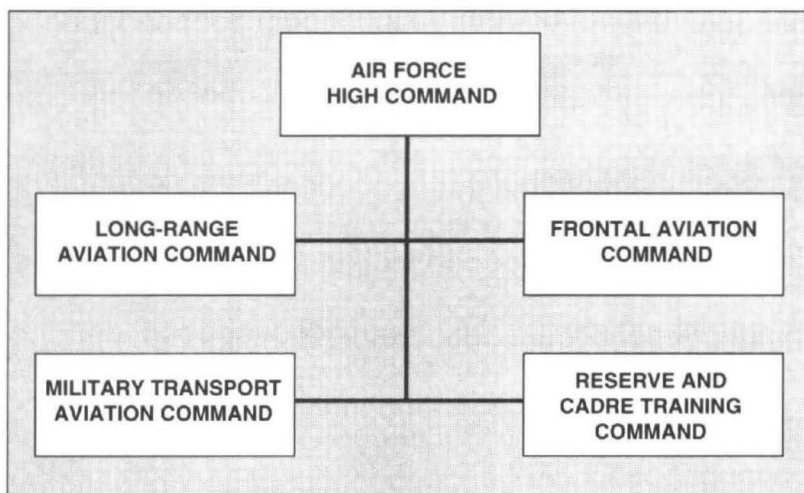 AIR FORCE
HIGH COMMAND
LONG-RANGE
AVIATION COMMAND
FRONTAL AVIATION
COMMAND
MILITARY TRANSPORT
AVIATION COMMAND
RESERVE AND
CADRE TRAINING
COMMAND